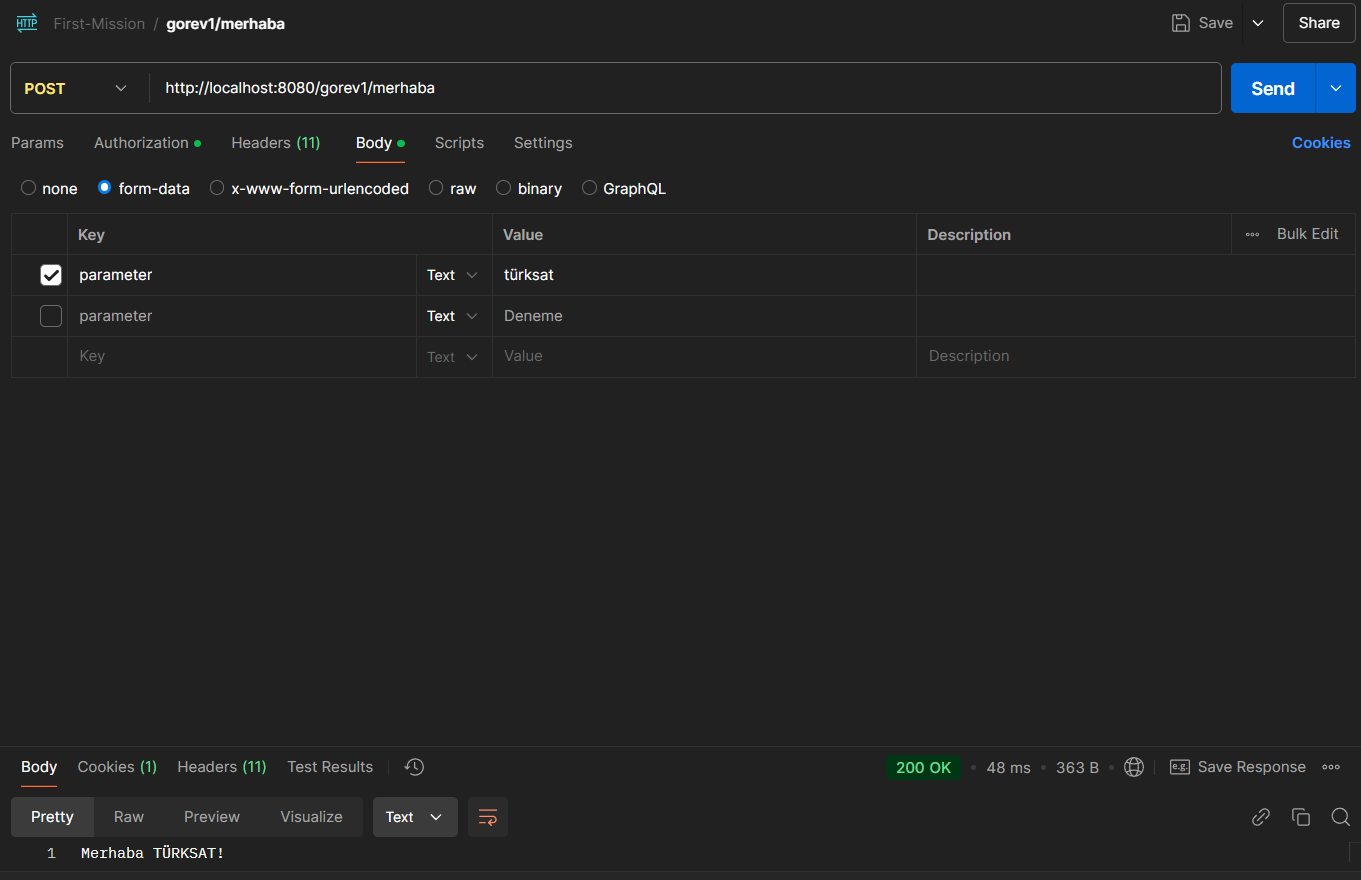 HTTP First-Mission / gorev1/merhaba Save Share
POST http://localhost:8080/gorev1/merhaba Send
Params Authorization Headers (11) Body Scripts Settings Cookies
none form-data x-www-form-urlencoded raw binary GraphQL
Key Value Description Bulk Edit
parameter Text türksat
parameter Text Deneme
Key Text Value Description
Body Cookies (1) Headers (11) Test Results 200 OK • 48 ms • 363 B • e.g. Save Response
Pretty Raw Preview Visualize Text
1 Merhaba TÜRKSAT!